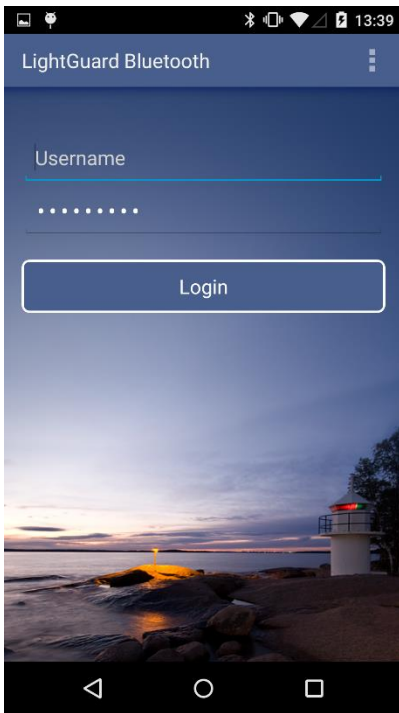 13:39
LightGuard Bluetooth
Username
•••••••••
Login